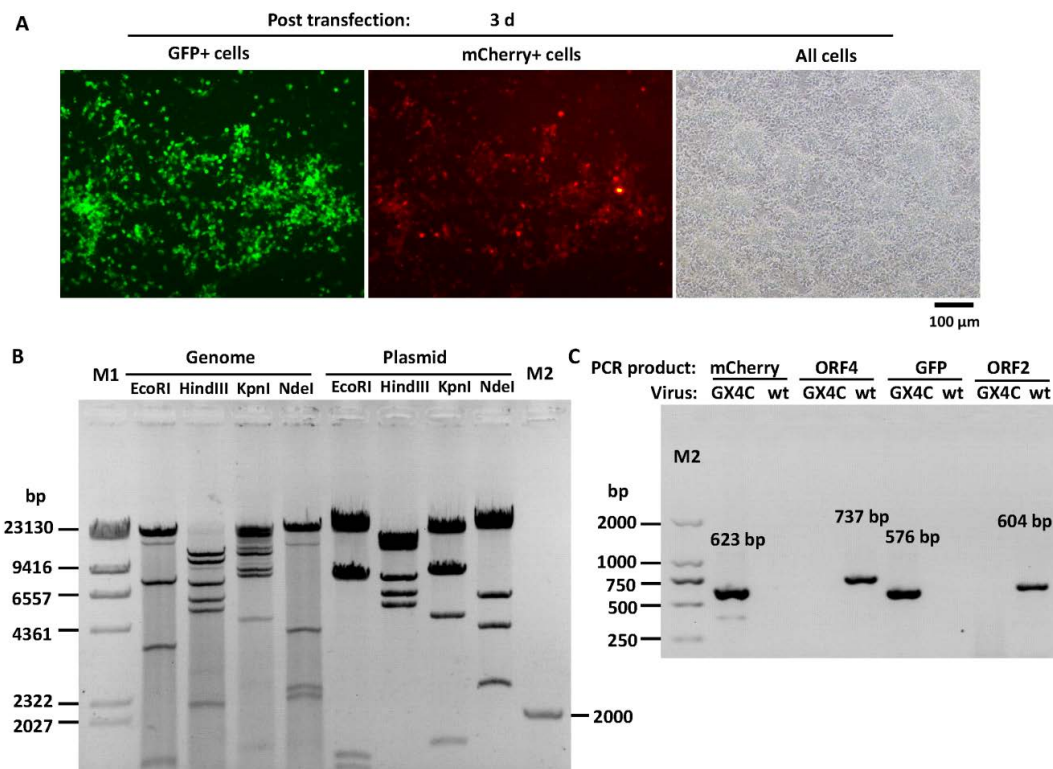 A
Post transfection: 3 d
GFP+ cells mCherry+ cells All cells
100 µm
B
Genome Plasmid
M1 EcoRI HindIII KpnI NdeI EcoRI HindIII KpnI NdeI M2
bp
23130
9416
6557
4361
2322
2027
2000
C
PCR product: mCherry ORF4 GFP ORF2
Virus: GX4C wt GX4C wt GX4C wt GX4C wt
M2
bp
2000
1000
750
500
250
623 bp
737 bp
576 bp
604 bp